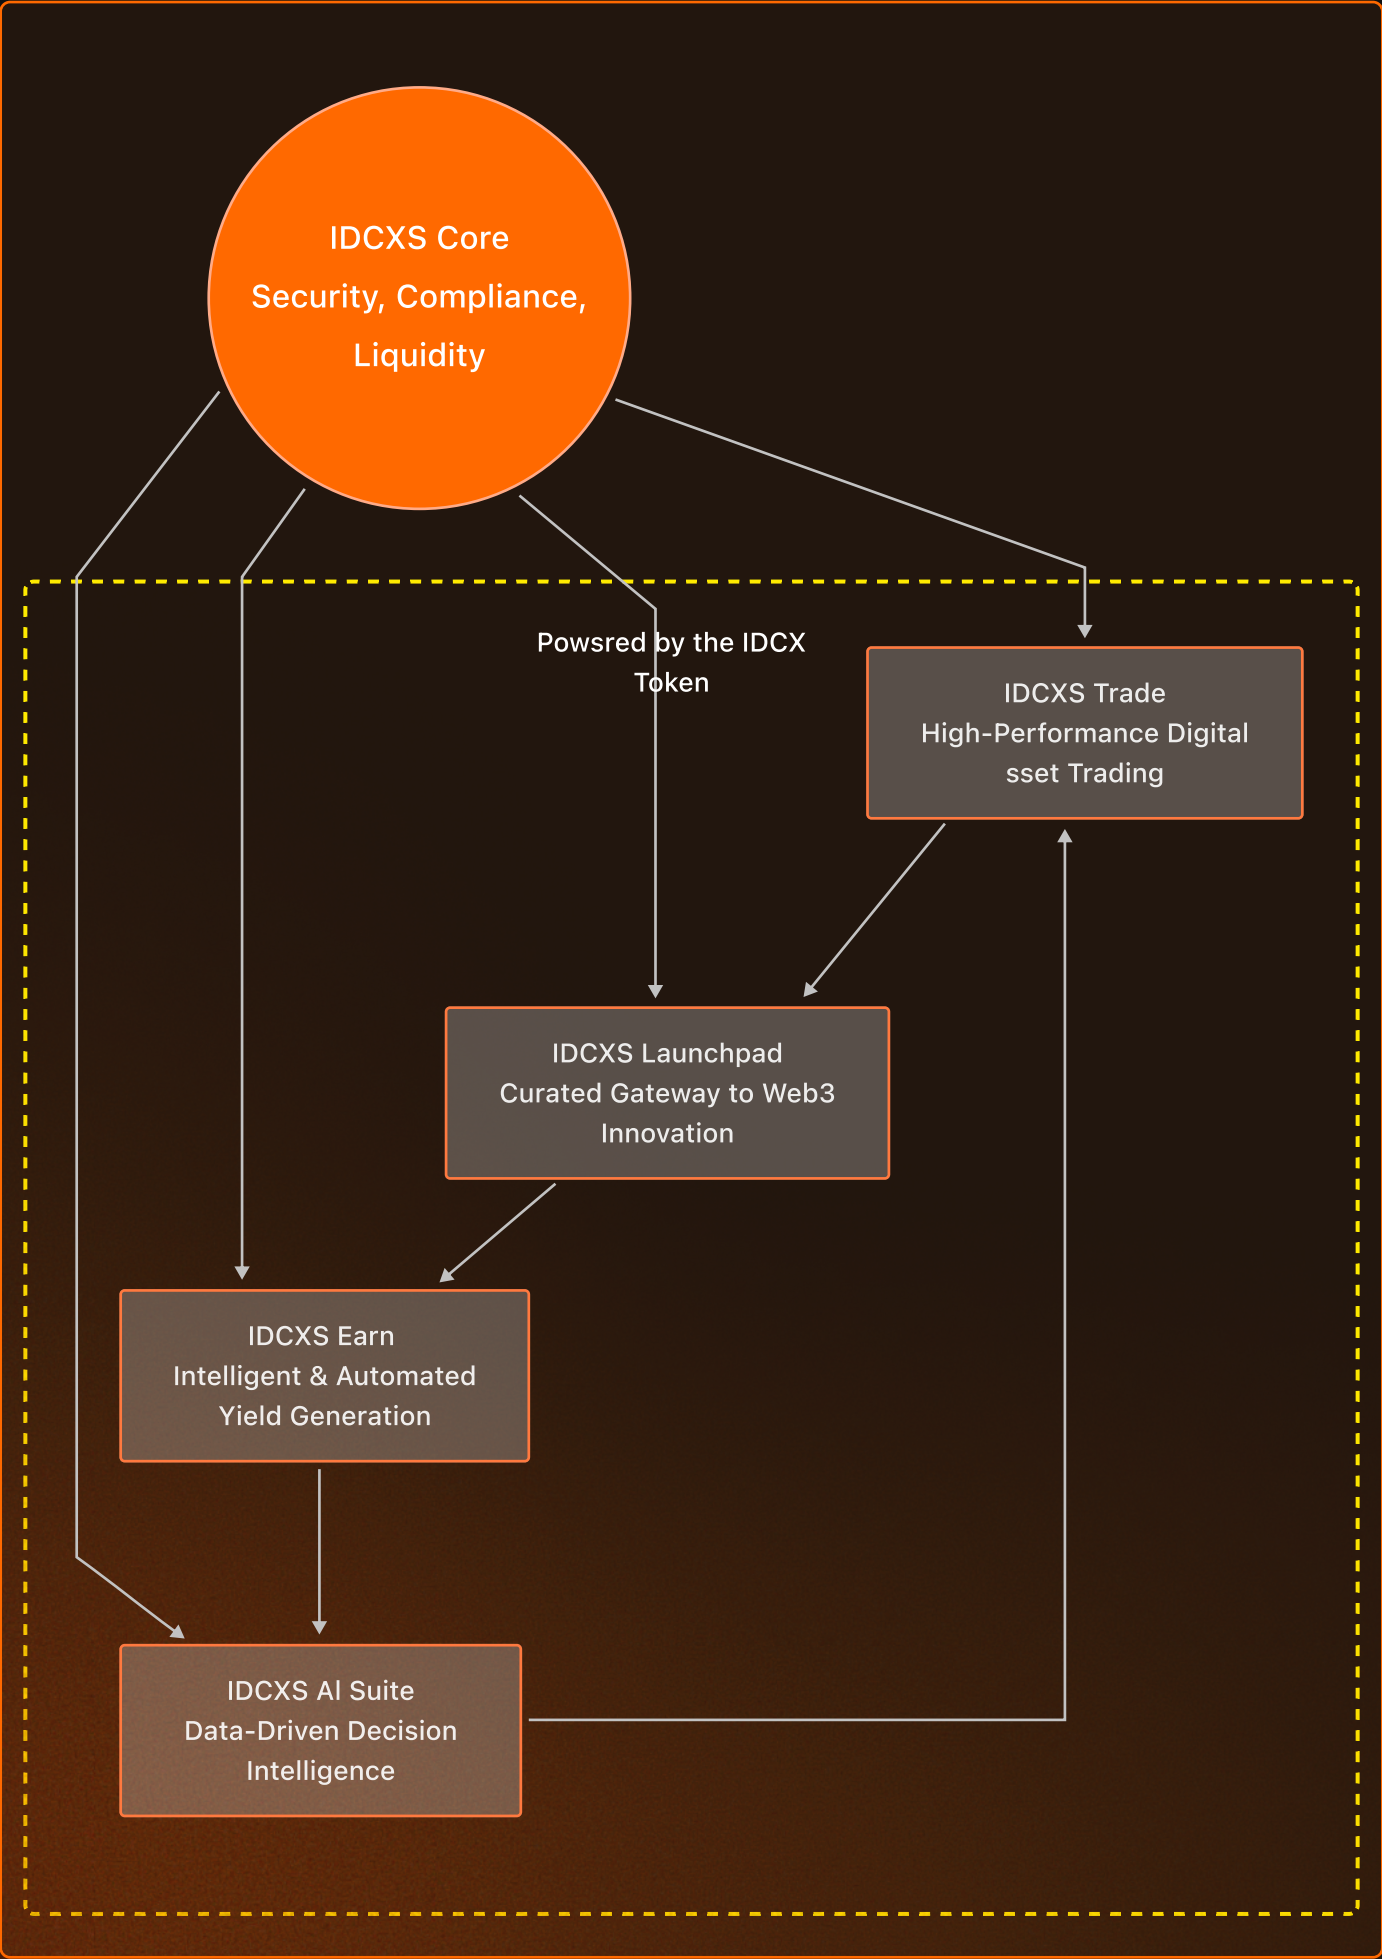 IDCXS Core
Security, Compliance,
Liquidity
Powsred by the IDCX
Token
IDCXS Trade
High-Performance Digital
sset Trading
IDCXS Launchpad
Curated Gateway to Web3
Innovation
IDCXS Earn
Intelligent & Automated
Yield Generation
IDCXS Al Suite
Data-Driven Decision
Intelligence